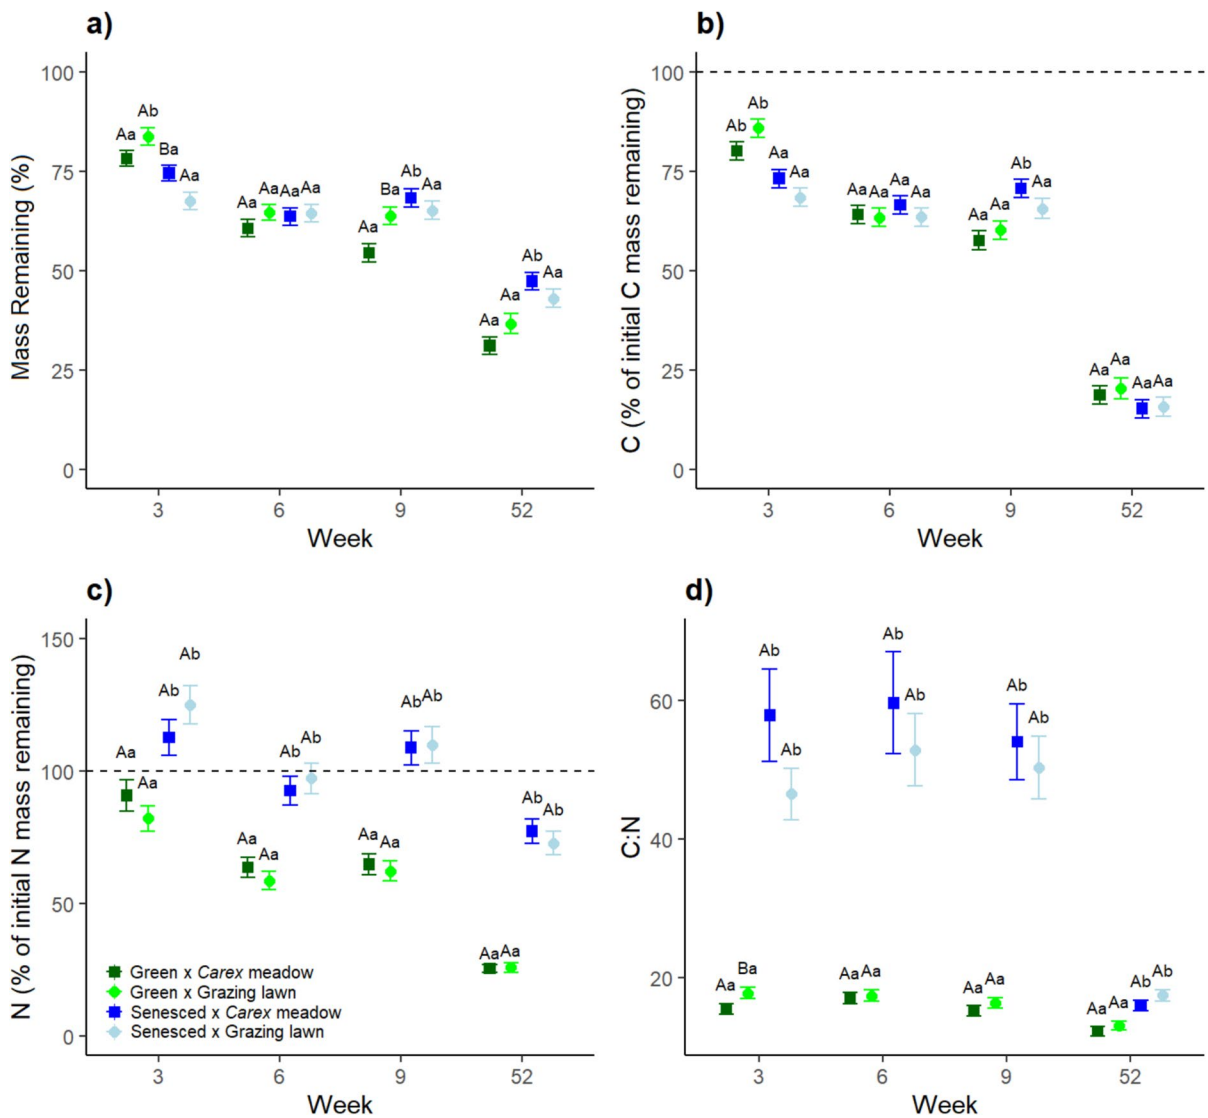 a)
Mass Remaining (%)
100
75
50
25
0
Aa
Ab
Ba
Aa
Aa
Aa
Aa
Aa
Aa
Ba
Ab
Aa
Aa
Aa
Ab
Aa
3
6
9
52
Week
b)
C (% of initial C mass remaining)
100
75
50
25
0
Ab
Ab
Aa
Aa
Aa
Aa
Aa
Aa
Aa
Aa
Ab
Aa
Aa
Aa
Aa
Aa
3
6
9
52
Week
c)
N (% of initial N mass remaining)
150
100
50
0
Aa
Aa
Ab
Ab
Aa
Aa
Ab
Ab
Aa
Aa
Ab
Ab
Aa
Aa
Ab
Ab
Green x Carex meadow
Green x Grazing lawn
Senesced x Carex meadow
Senesced x Grazing lawn
3
6
9
52
Week
d)
C:N
60
40
20
Aa
Ba
Ab
Ab
Aa
Aa
Ab
Ab
Aa
Aa
Ab
Ab
Aa
Aa
Ab
Ab
3
6
9
52
Week